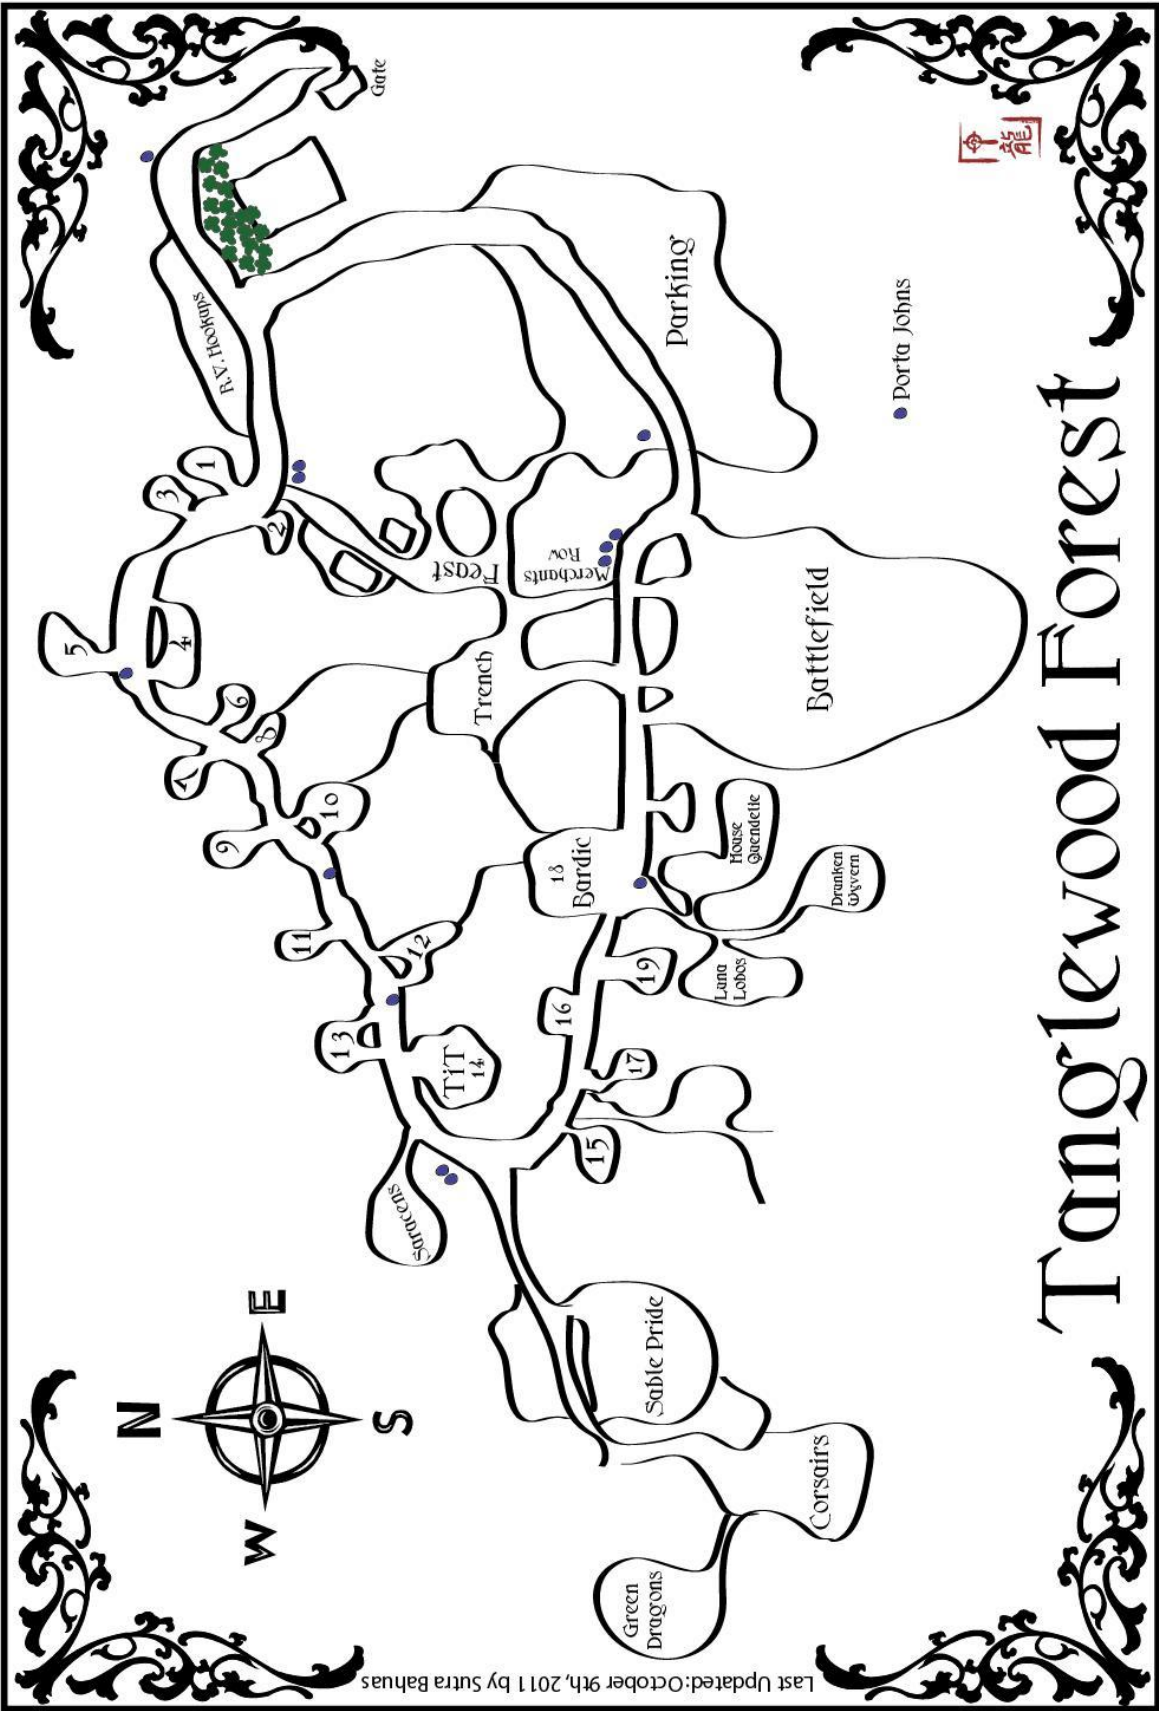 Gate
龍
Parking
R.V. Hookups
Porta Johns
1
3
2
Feast
Merchants
Row
5
4
Battlefield
Trench
6
8
7
10
9
House
Quendelie
18
Bardic
Drunken
Wyvern
11
12
19
Luna
Lobos
16
13
TiT
14
17
15
Saracens
N
E
S
W
Sable Pride
Corsairs
Green
Dragons
Tanglewood Forest
Last Updated:October 9th, 2011 by Sutra Bahuas